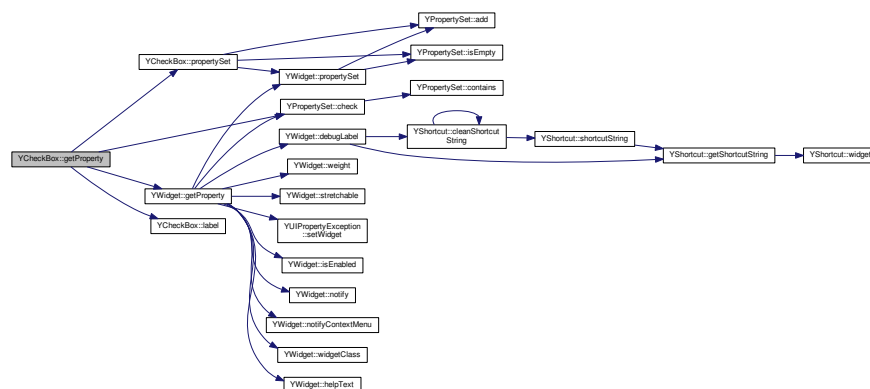 YPropertySet::add
YCheckBox::propertySet
YPropertySet::isEmpty
YWidget::propertySet
YPropertySet::contains
YPropertySet::check
YWidget::debugLabel
YShortcut::cleanShortcut
String
YShortcut::shortcutString
YShortcut::getShortcutString
YShortcut::widget
YCheckBox::getProperty
YWidget::weight
YWidget::getProperty
YWidget::stretchable
YCheckBox::label
YUIPropertyException
::setWidget
YWidget::isEnabled
YWidget::notify
YWidget::notifyContextMenu
YWidget::widgetClass
YWidget::helpText